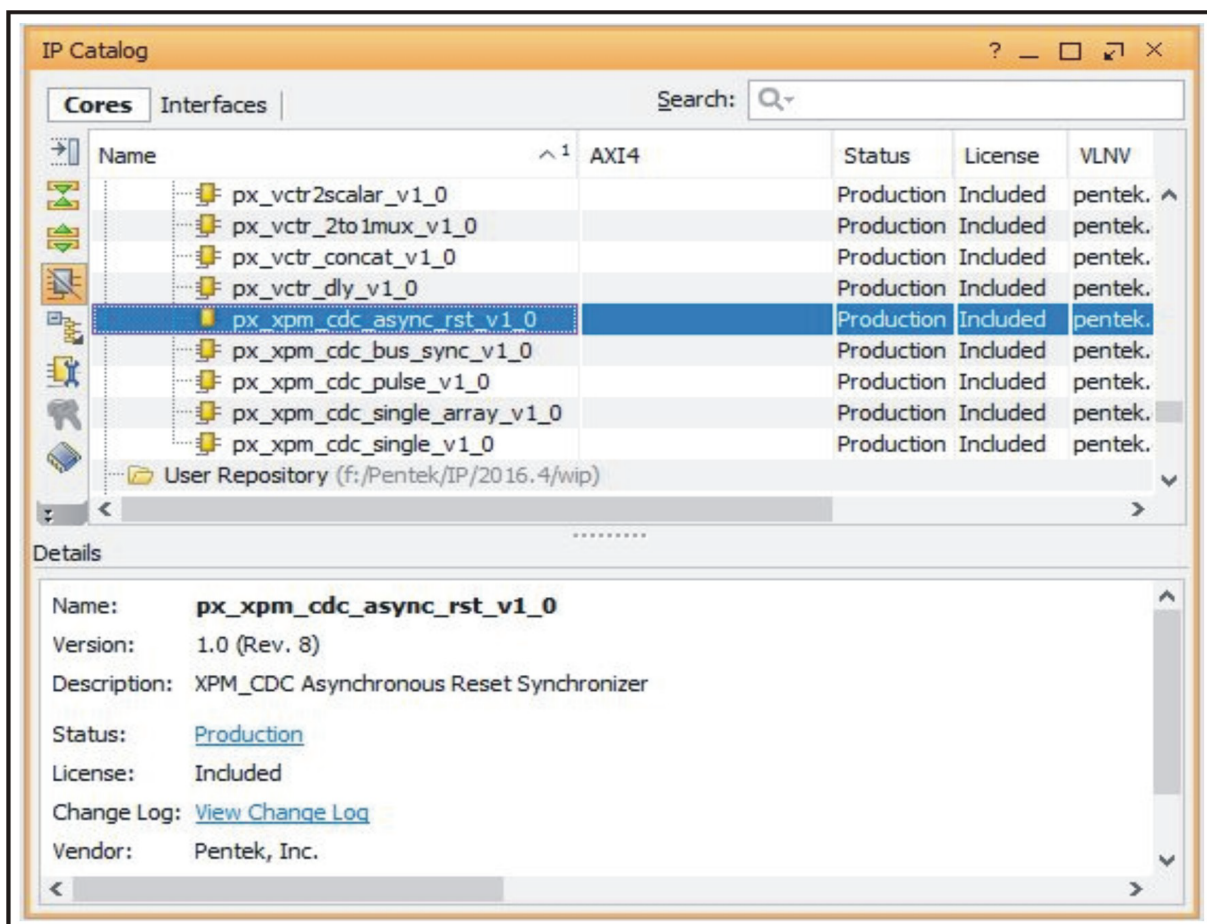 IP Catalog ?
Cores Interfaces Search:
Name 1 AXI4 Status License VLNV
px_vctr2scalar_v1_0 Production Included pentek.
px_vctr_2to1mux_v1_0 Production Included pentek.
px_vctr_concat_v1_0 Production Included pentek.
px_vctr_dly_v1_0 Production Included pentek.
px_xpm_cdc_async_rst_v1_0 Production Included pentek.
px_xpm_cdc_bus_sync_v1_0 Production Included pentek.
px_xpm_cdc_pulse_v1_0 Production Included pentek.
px_xpm_cdc_single_array_v1_0 Production Included pentek.
px_xpm_cdc_single_v1_0 Production Included pentek.
User Repository (f:/Pentek/IP/2016.4/wip)
Details
Name: px_xpm_cdc_async_rst_v1_0
Version: 1.0 (Rev. 8)
Description: XPM_CDC Asynchronous Reset Synchronizer
Status: Production
License: Included
Change Log: View Change Log
Vendor: Pentek, Inc.